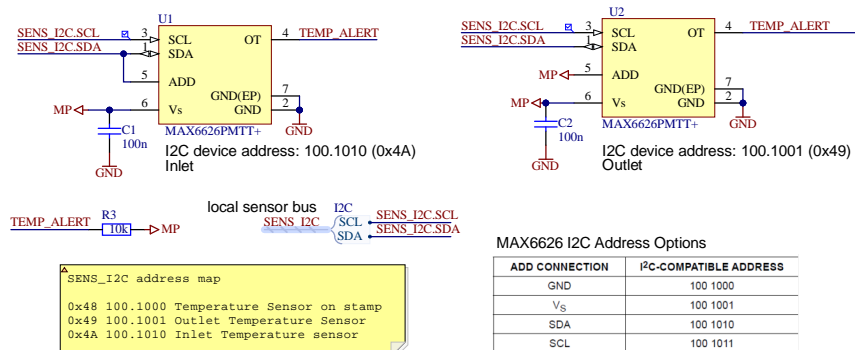 U1
SENS_I2C.SCL 3 SCL OT 4 TEMP_ALERT
SENS_I2C.SDA 1 SDA
5 ADD
GND(EP) 7
MP 6 Vs GND 2
C1 MAX6626PMTT+ GND
100n
I2C device address: 100.1010 (0x4A)
Inlet
GND
U2
SENS_I2C.SCL 3 SCL OT 4 TEMP_ALERT
SENS_I2C.SDA 1 SDA
MP 5 ADD
GND(EP) 7
MP 6 Vs GND 2
C2 MAX6626PMTT+ GND
100n
I2C device address: 100.1001 (0x49)
Outlet
GND
TEMP_ALERT R3 MP
10k
local sensor bus I2C
SENS_I2C SCL SENS_I2C.SCL
SDA SENS_I2C.SDA
SENS_I2C address map
0x48 100.1000 Temperature Sensor on stamp
0x49 100.1001 Outlet Temperature Sensor
0x4A 100.1010 Inlet Temperature sensor
MAX6626 I2C Address Options
ADD CONNECTION I²C-COMPATIBLE ADDRESS
GND 100 1000
VS 100 1001
SDA 100 1010
SCL 100 1011